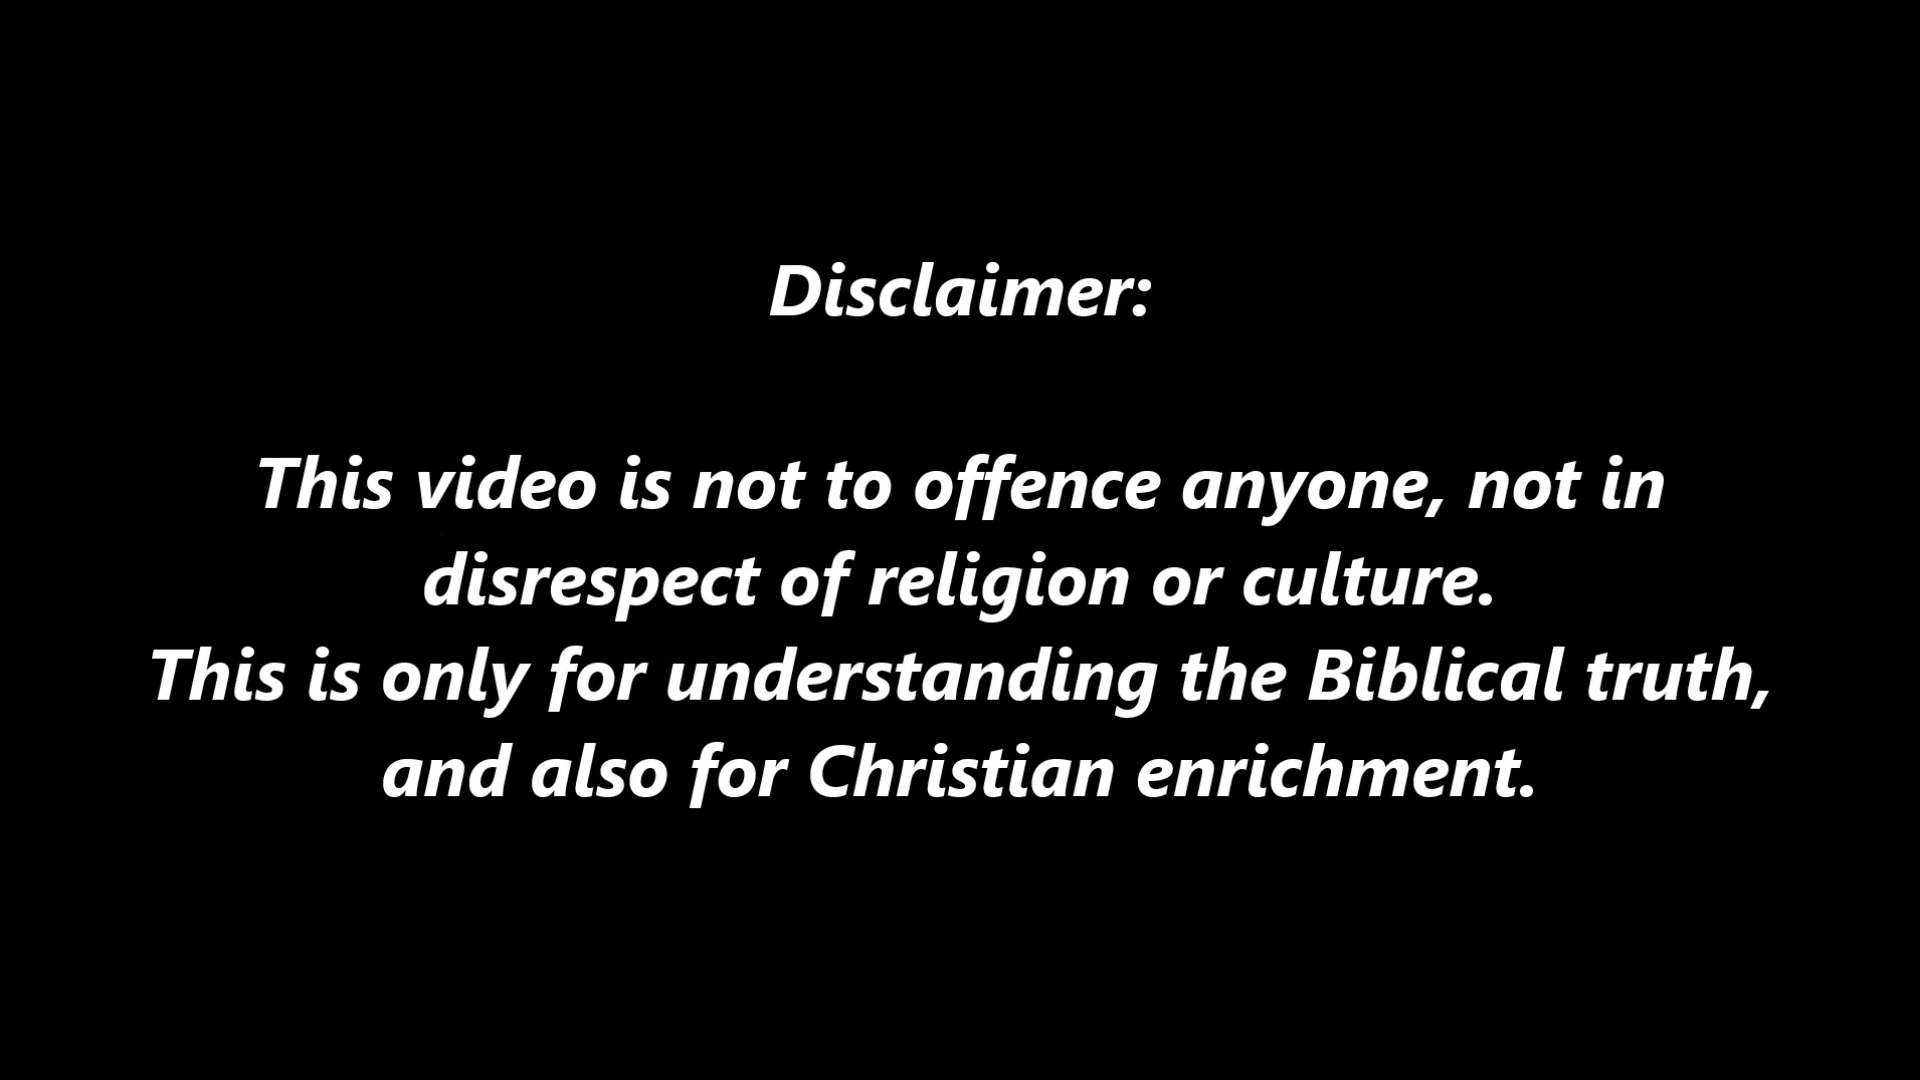 Disclaimer:
This video is not to offence anyone, not in
disrespect of religion or culture.
This is only for understanding the Biblical truth,
and also for Christian enrichment.